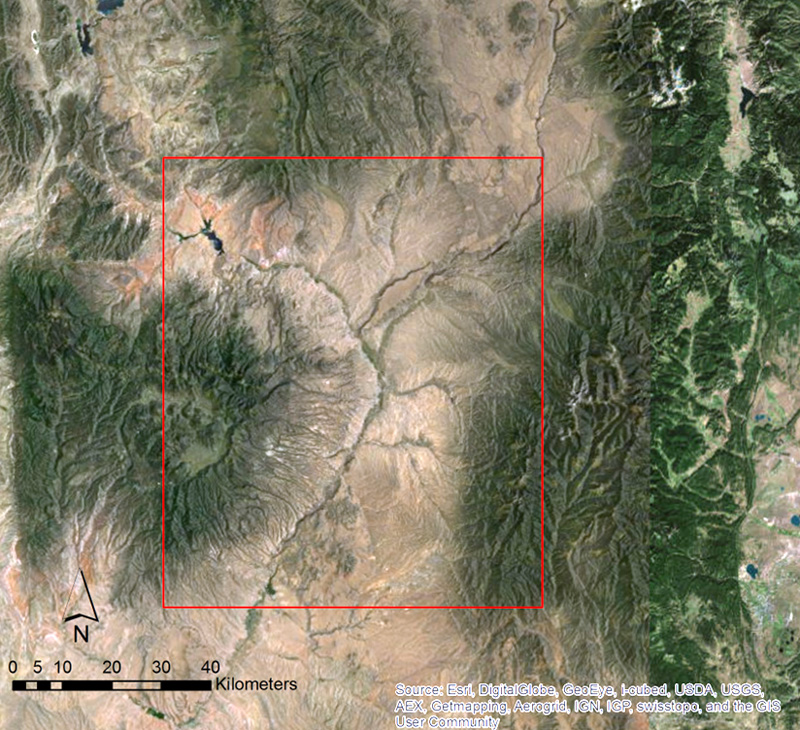 N
0 5 10 20 30 40
Kilometers
Source: Esri, DigitalGlobe, GeoEye, i-cubed, USDA, USGS,
AEX, Getmapping, Aerogrid, IGN, IGP, swisstopo, and the GIS
User Community